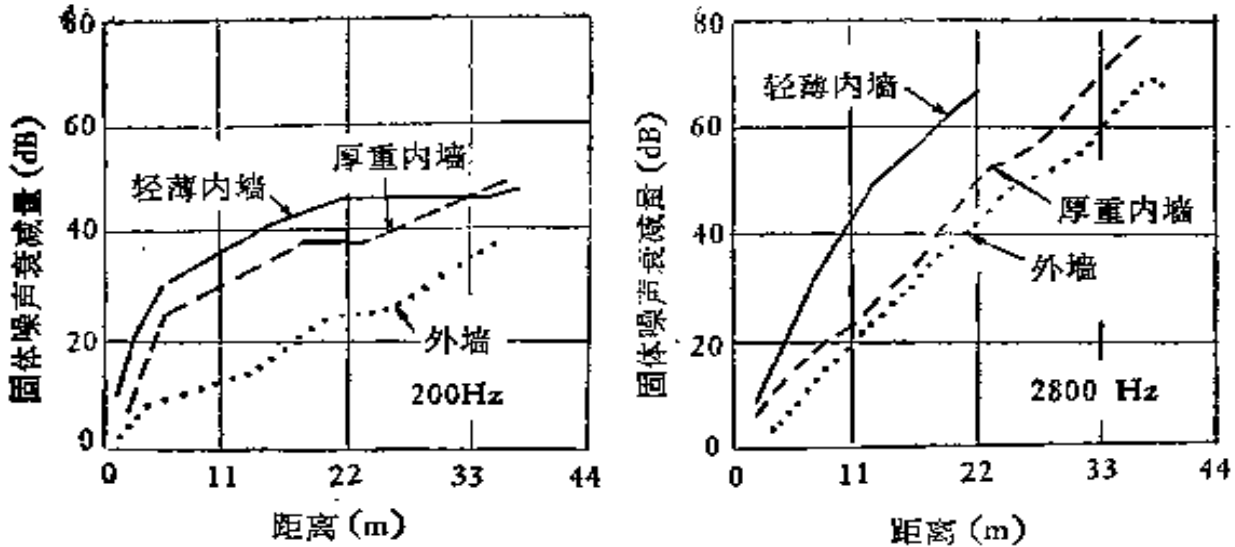 固体噪声衰减量 (dB)
80
60
40
20
0
轻薄内墙
厚重内墙
外墙
200Hz
0 11 22 33 44
距离 (m)
固体噪声衰减量 (dB)
80
60
40
20
0
轻薄内墙
厚重内墙
外墙
2800 Hz
0 11 22 33 44
距离 (m)